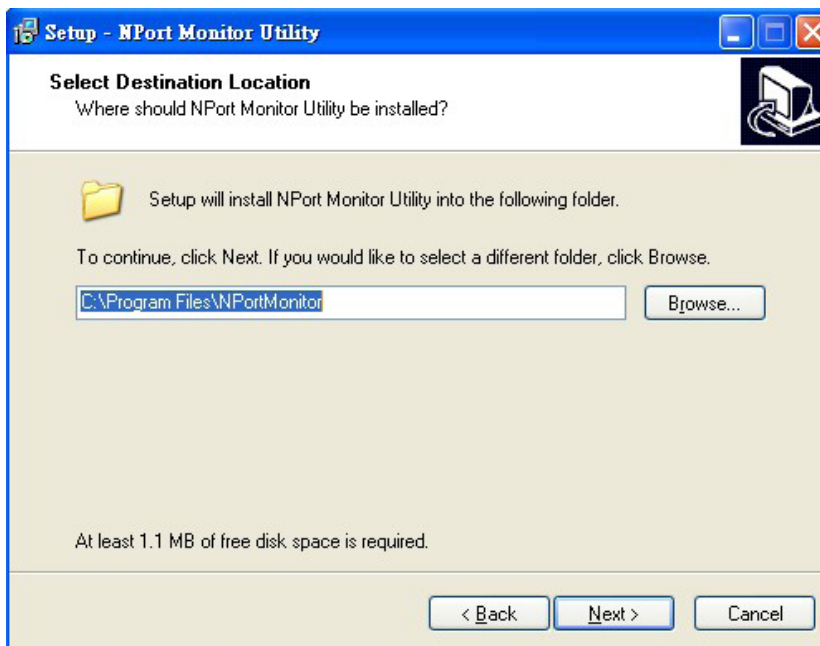 Setup - NPort Monitor Utility
Select Destination Location
Where should NPort Monitor Utility be installed?
Setup will install NPort Monitor Utility into the following folder.
To continue, click Next. If you would like to select a different folder, click Browse.
C:\Program Files\NPortMonitor
Browse...
At least 1.1 MB of free disk space is required.
< Back
Next >
Cancel